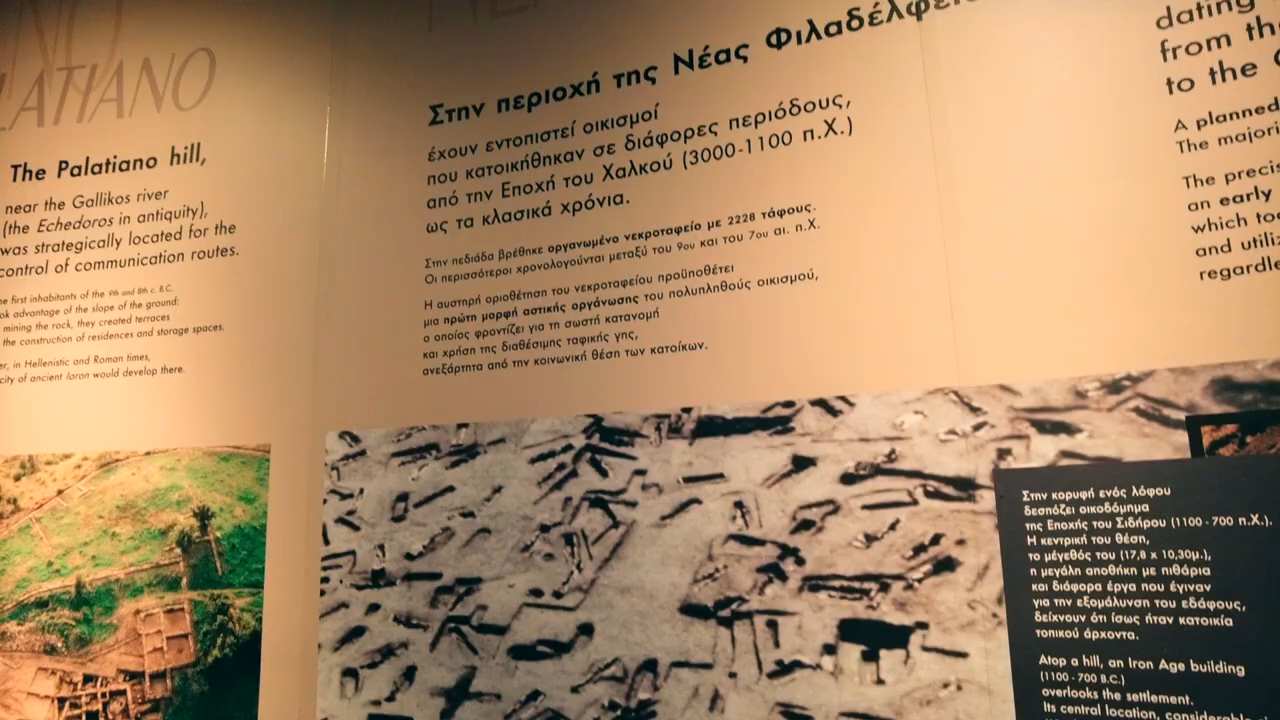 LATIANO
The Palatiano hill,
near the Gallikos river
(the Echedoros in antiquity),
was strategically located for the
control of communication routes.
first inhabitants of the 9th and 8th c. B.C.
advantage of the slope of the ground:
mining the rock, they created terraces
the construction of residences and storage spaces.
in Hellenistic and Roman times,
city of ancient Ioron would develop there.
Στην περιοχή της Νέας Φιλαδέλφει
έχουν εντοπιστεί οικισμοί
που κατοικήθηκαν σε διάφορες περιόδους,
από την Εποχή του Χαλκού (3000-1100 π.Χ.)
ως τα κλασικά χρόνια.
Στην πεδιάδα βρέθηκε οργανωμένο νεκροταφείο με 2228 τάφους.
Οι περισσότεροι χρονολογούνται μεταξύ του 9ου και του 7ου αι. π.Χ.
Η αυστηρή οριοθέτηση του νεκροταφείου προϋποθέτει
μια πρώτη μορφή αστικής οργάνωσης του πολυπληθούς οικισμού,
ο οποίος φροντίζει για τη σωστή κατανομή
και χρήση της διαθέσιμης ταφικής γης,
ανεξάρτητα από την κοινωνική θέση των κατοίκων.
dating
from th
to the
A planned
The majori
The precis
an early
which to
and utiliz
regardle
Στην κορυφή ενός λόφου
δεσπόζει οικοδόμημα
της Εποχής του Σιδήρου (1100 - 700 π.Χ.).
Η κεντρική του θέση,
το μέγεθός του (17,8 x 10,30μ.),
η μεγάλη αποθήκη με πιθάρια
και διάφορα έργα που έγιναν
για την εξομάλυνση του εδάφους,
δείχνουν ότι ίσως ήταν κατοικία
τοπικού άρχοντα.
Atop a hill, an Iron Age building
(1100 - 700 B.C.)
overlooks the settlement.
Its central location, considerable